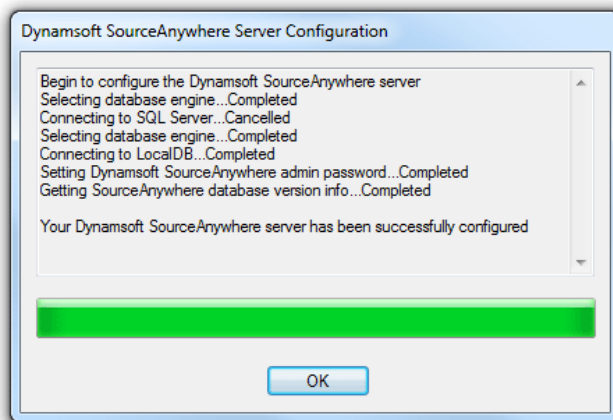 Dynamsoft SourceAnywhere Server Configuration
Begin to configure the Dynamsoft SourceAnywhere server
Selecting database engine...Completed
Connecting to SQL Server...Cancelled
Selecting database engine...Completed
Connecting to LocalDB...Completed
Setting Dynamsoft SourceAnywhere admin password...Completed
Getting SourceAnywhere database version info...Completed
Your Dynamsoft SourceAnywhere server has been successfully configured
OK